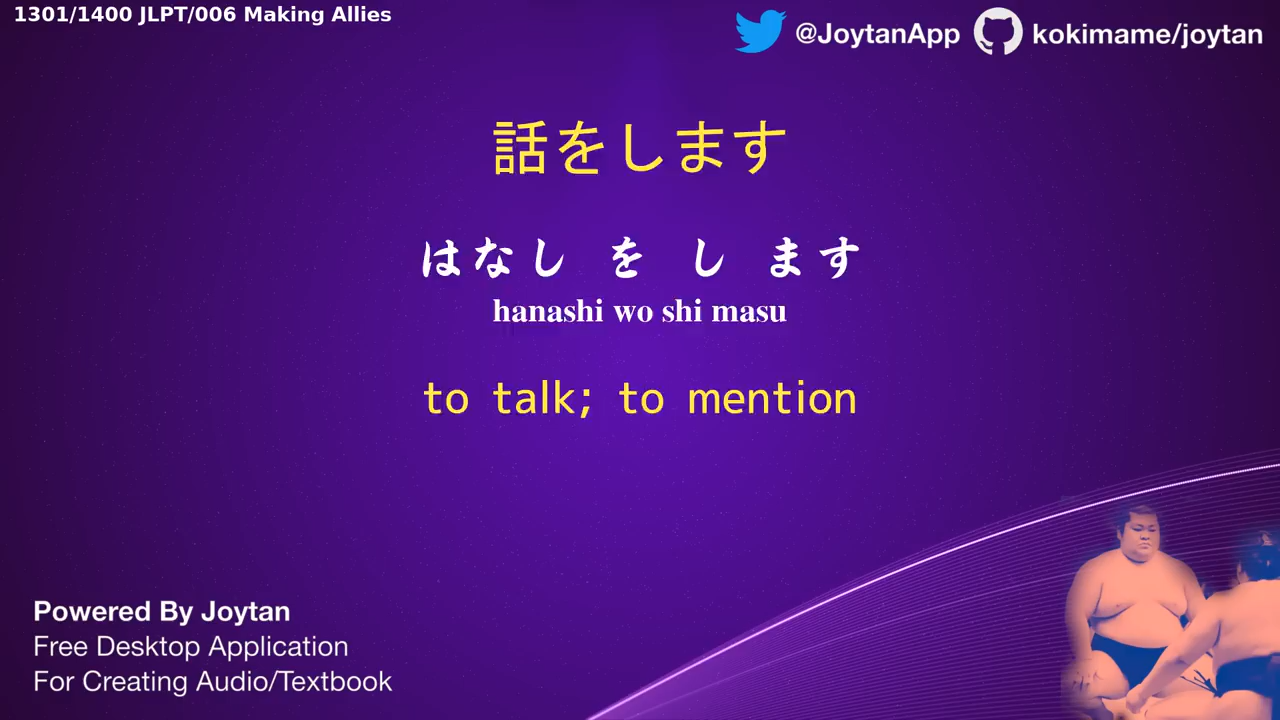 1301/1400 JLPT/006 Making Allies
@JoytanApp kokimame/joytan
話をします
はなし を し ます
hanashi wo shi masu
to talk; to mention
Powered By Joytan
Free Desktop Application
For Creating Audio/Textbook